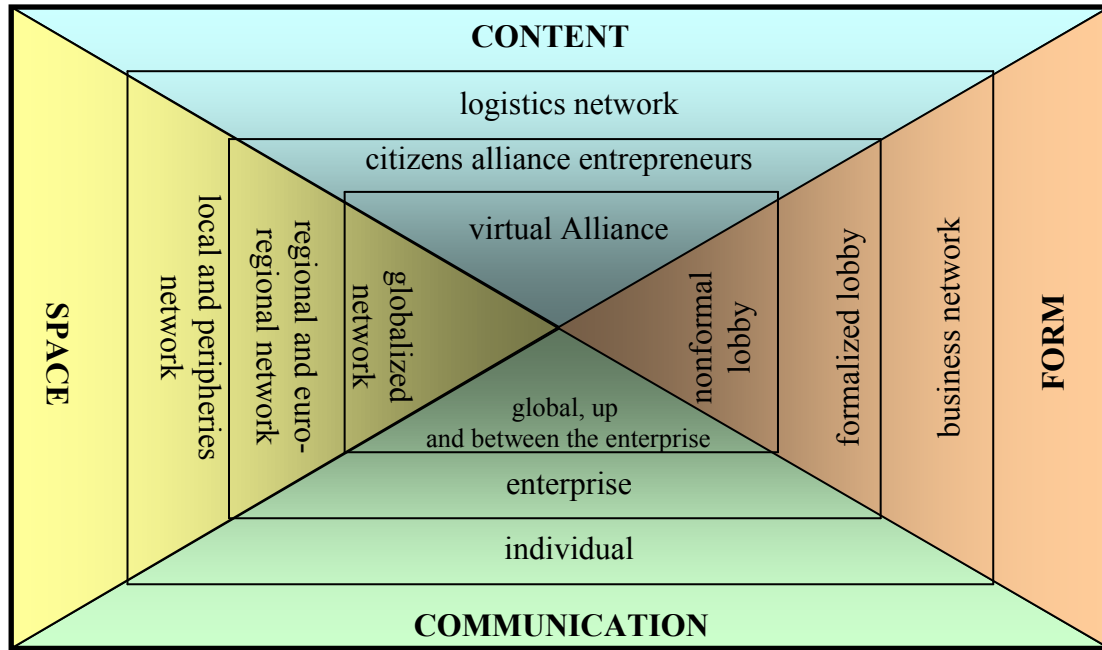 CONTENT
logistics network
citizens alliance entrepreneurs
virtual Alliance
SPACE
local and peripheries
network
regional and euro-
regional network
globalized
network
nonformal
lobby
formalized lobby
business network
FORM
global, up
and between the enterprise
enterprise
individual
COMMUNICATION